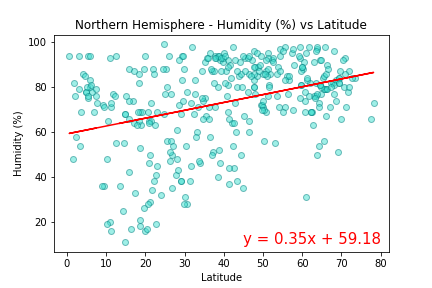 Northern Hemisphere - Humidity (%) vs Latitude
100
80
60
40
20
Humidity (%)
y = 0.35x + 59.18
0 10 20 30 40 50 60 70 80
Latitude